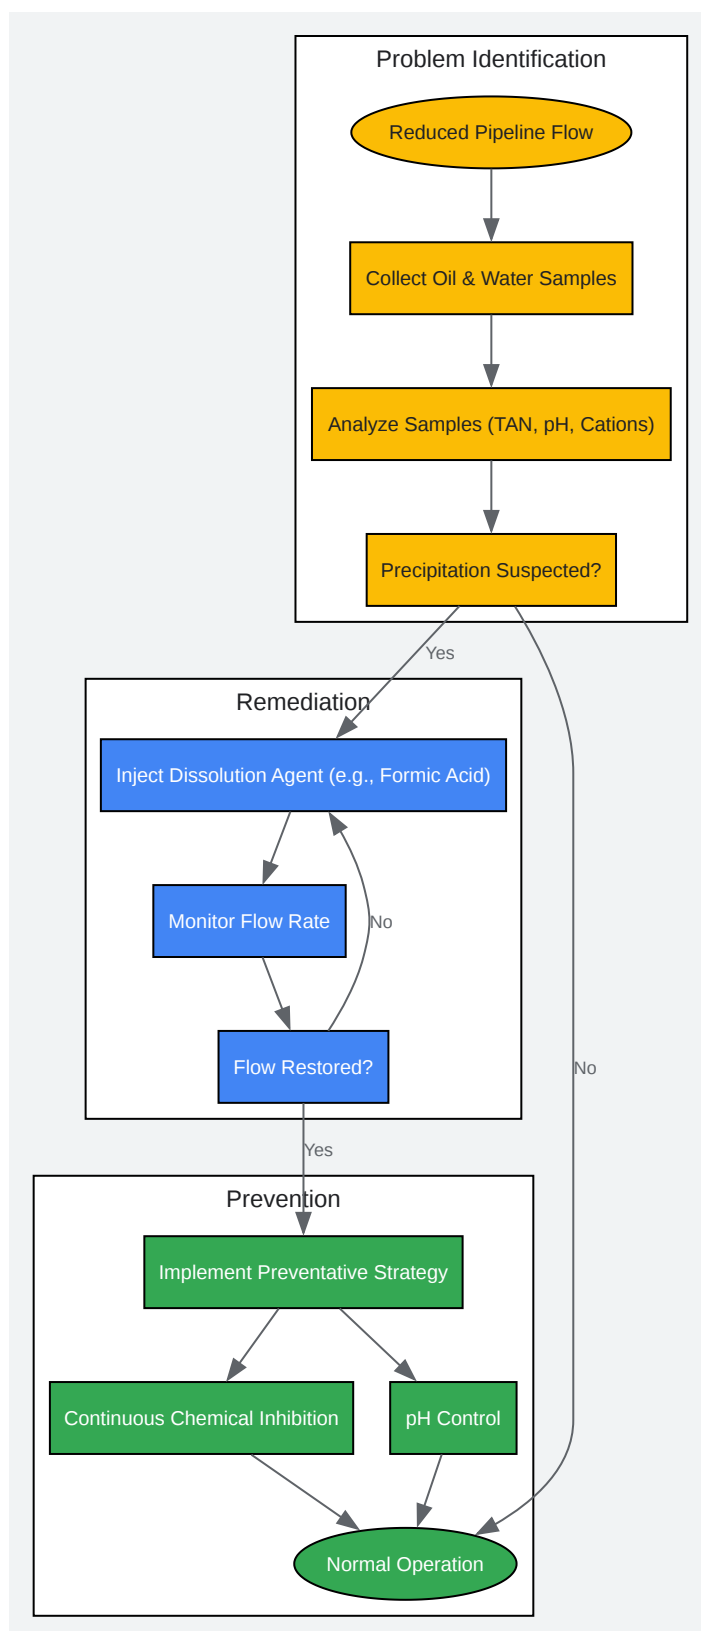 Problem Identification
Reduced Pipeline Flow
Collect Oil & Water Samples
Analyze Samples (TAN, pH, Cations)
Precipitation Suspected?
Yes
Remediation
Inject Dissolution Agent (e.g., Formic Acid)
Monitor Flow Rate
No
Flow Restored?
No
Yes
Prevention
Implement Preventative Strategy
Continuous Chemical Inhibition
pH Control
Normal Operation